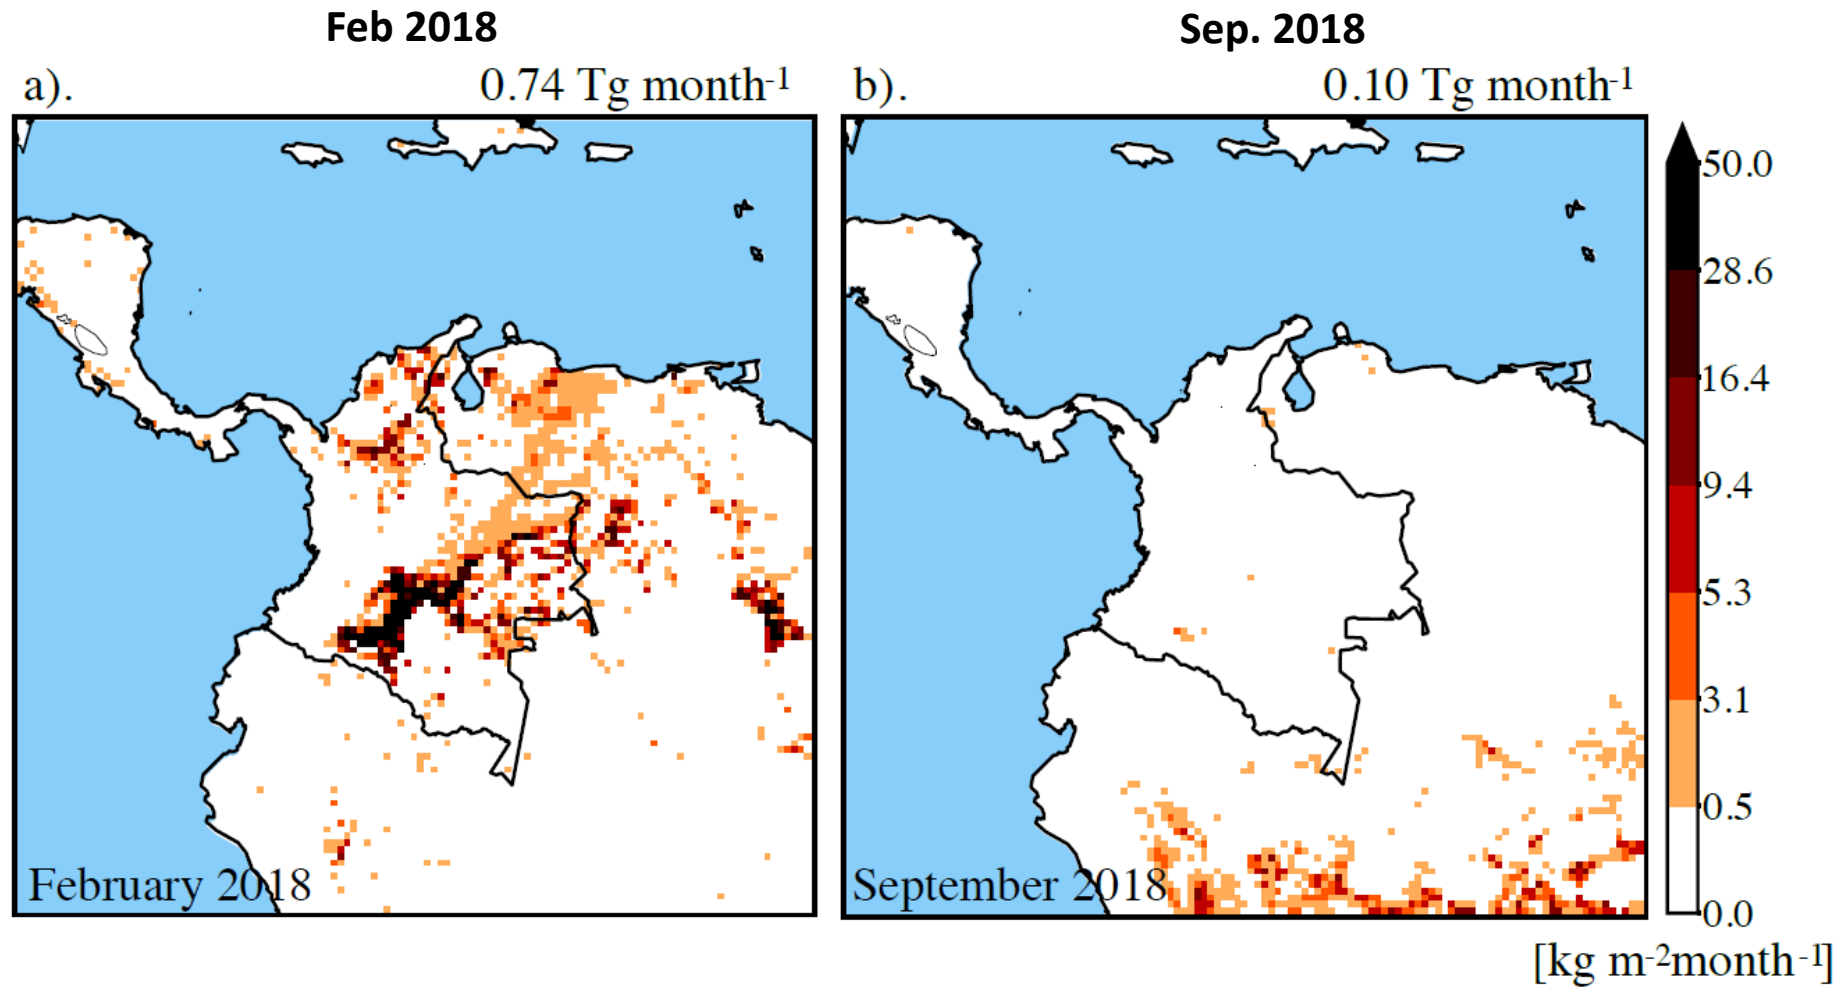 Feb 2018
Sep. 2018
a).
0.74 Tg month-1
b).
0.10 Tg month-1
50.0
28.6
16.4
9.4
5.3
3.1
0.5
0.0
February 2018
September 2018
[kg m-2month-1]